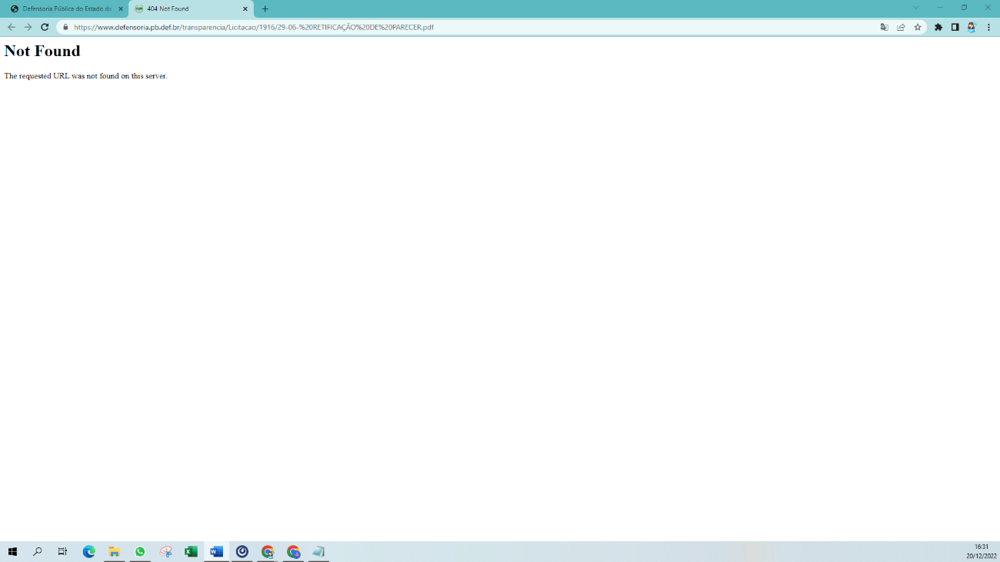 Defensoria Pública do Estado da
404 Not Found
https://www.defensoria.pb.def.br/transparencia/Licitacao/1916/29-06-%20RETIFICAÇÃO%20DE%20PARECER.pdf
Not Found
The requested URL was not found on this server.
16:31
20/12/2022